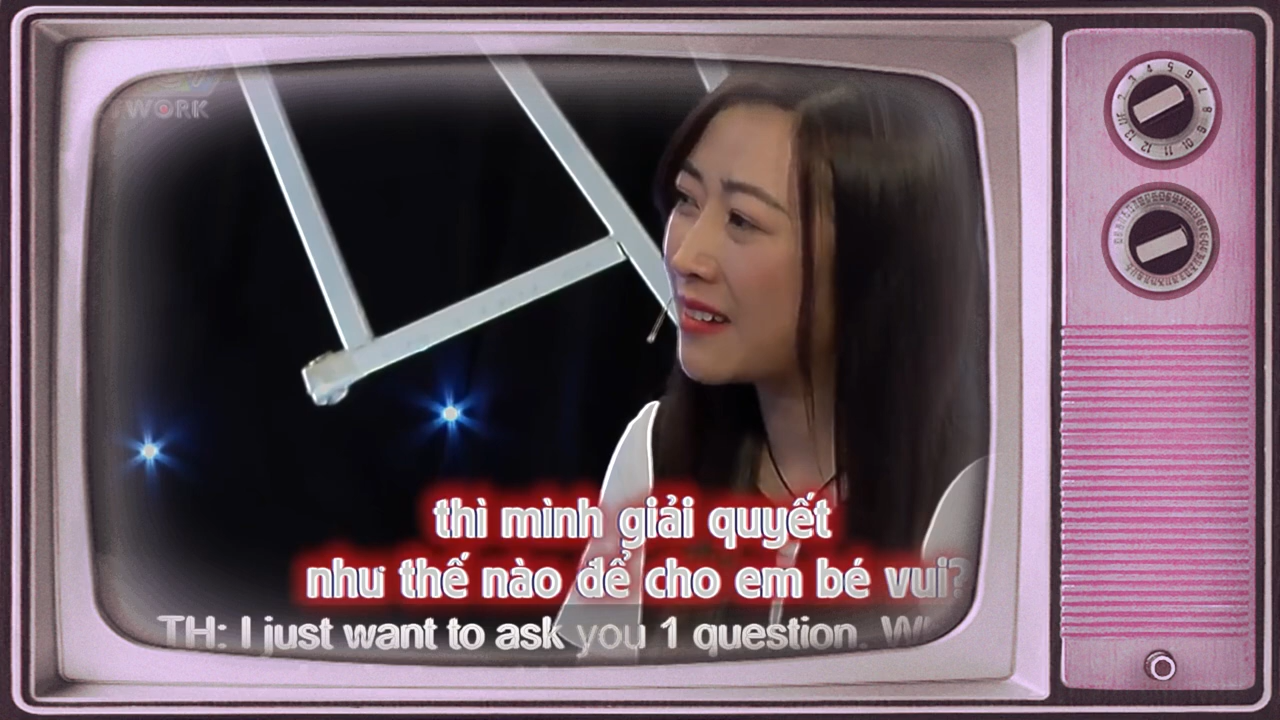 WORK
thì mình giải quyết
như thế nào để cho em bé vui?
TH: I just want to ask you 1 question.